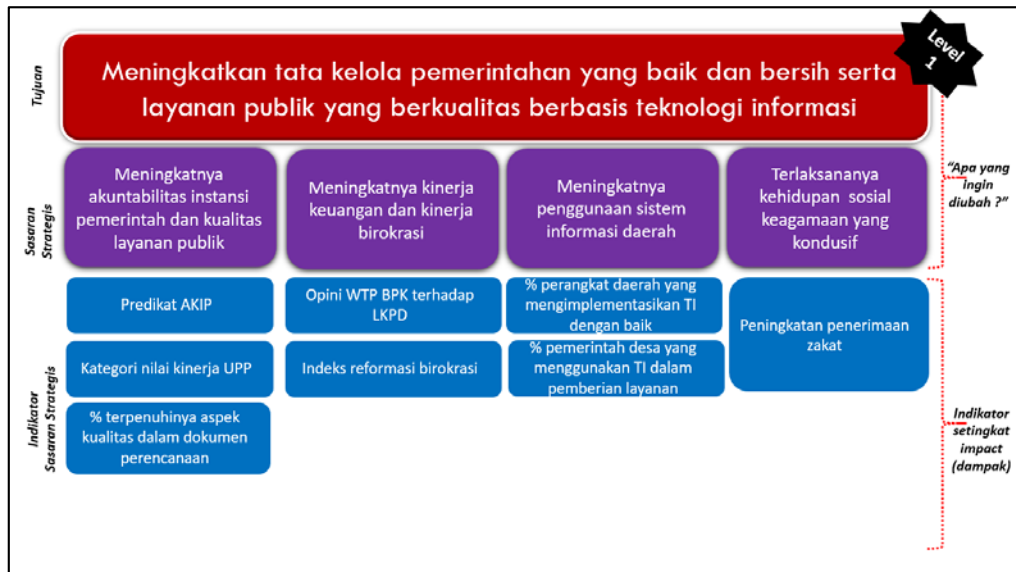 Level
1
Tujuan
Meningkatkan tata kelola pemerintahan yang baik dan bersih serta
layanan publik yang berkualitas berbasis teknologi informasi
Sasaran
Strategis
Meningkatnya
akuntabilitas instansi
pemerintah dan kualitas
layanan publik
Meningkatnya kinerja
keuangan dan kinerja
birokrasi
Meningkatnya
penggunaan sistem
informasi daerah
Terlaksananya
kehidupan sosial
keagamaan yang
kondusif
"Apa yang
ingin
diubah ?"
Indikator
Sasaran Strategis
Predikat AKIP
Opini WTP BPK terhadap
LKPD
% perangkat daerah yang
mengimplementasikan TI
dengan baik
Peningkatan penerimaan
zakat
Kategori nilai kinerja UPP
Indeks reformasi birokrasi
% pemerintah desa yang
menggunakan TI dalam
pemberian layanan
% terpenuhinya aspek
kualitas dalam dokumen
perencanaan
Indikator
setingkat
impact
(dampak)